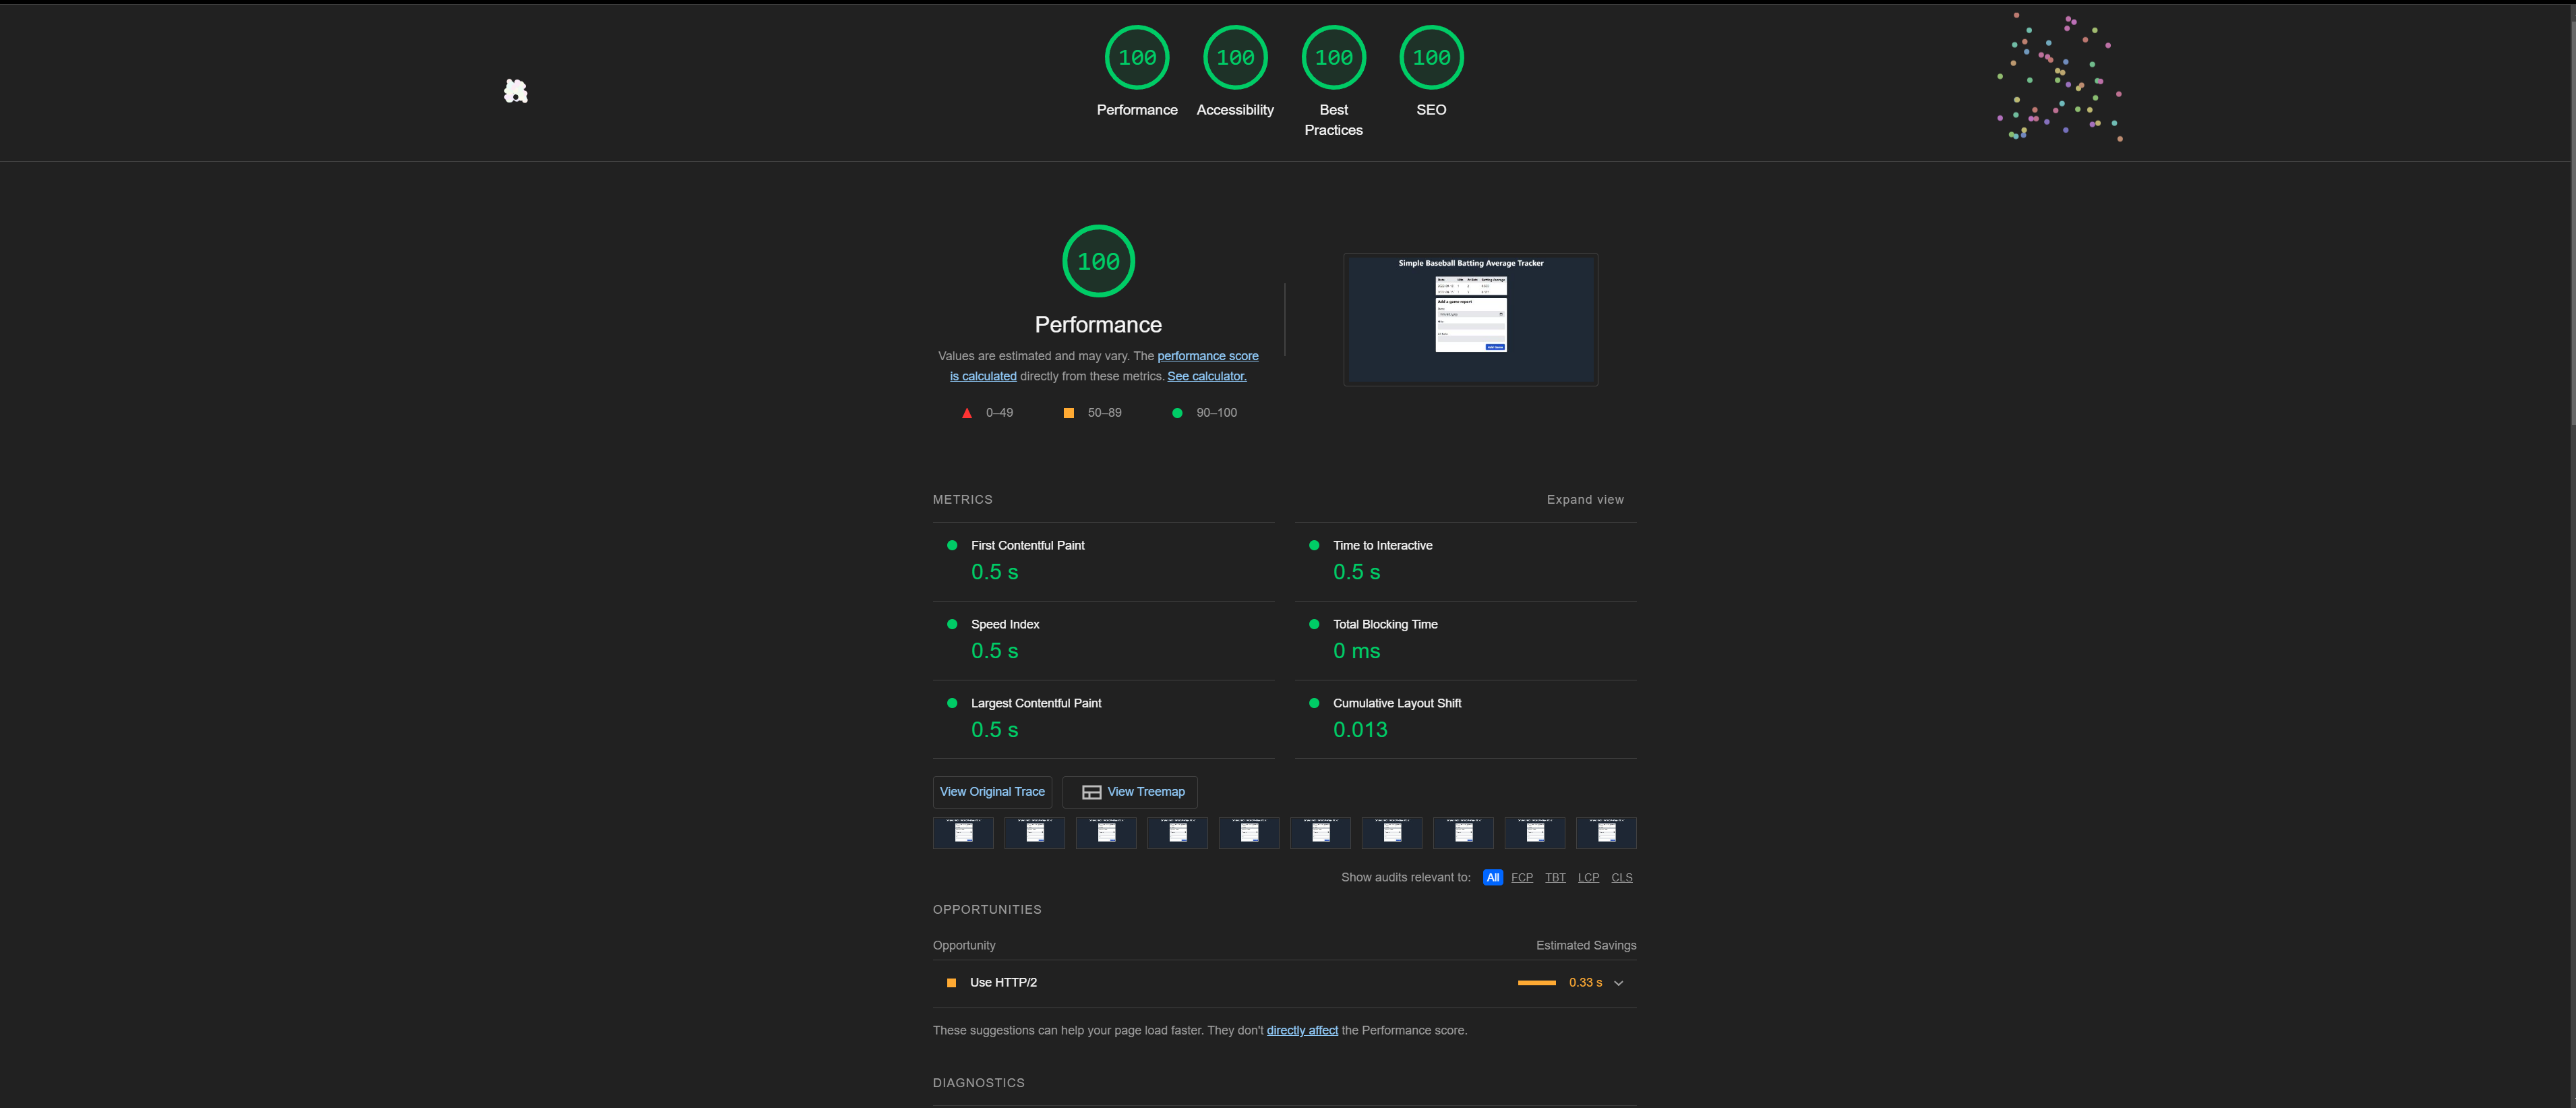 100 100 100 100
Performance Accessibility Best Practices SEO
100
Performance
Values are estimated and may vary. The performance score
is calculated directly from these metrics. See calculator.
0–49 50–89 90–100
Simple Baseball Batting Average Tracker
Add a game report
METRICS Expand view
First Contentful Paint
0.5 s
Time to Interactive
0.5 s
Speed Index
0.5 s
Total Blocking Time
0 ms
Largest Contentful Paint
0.5 s
Cumulative Layout Shift
0.013
View Original Trace View Treemap
Show audits relevant to: All FCP TBT LCP CLS
OPPORTUNITIES
Opportunity Estimated Savings
Use HTTP/2 0.33 s
These suggestions can help your page load faster. They don't directly affect the Performance score.
DIAGNOSTICS